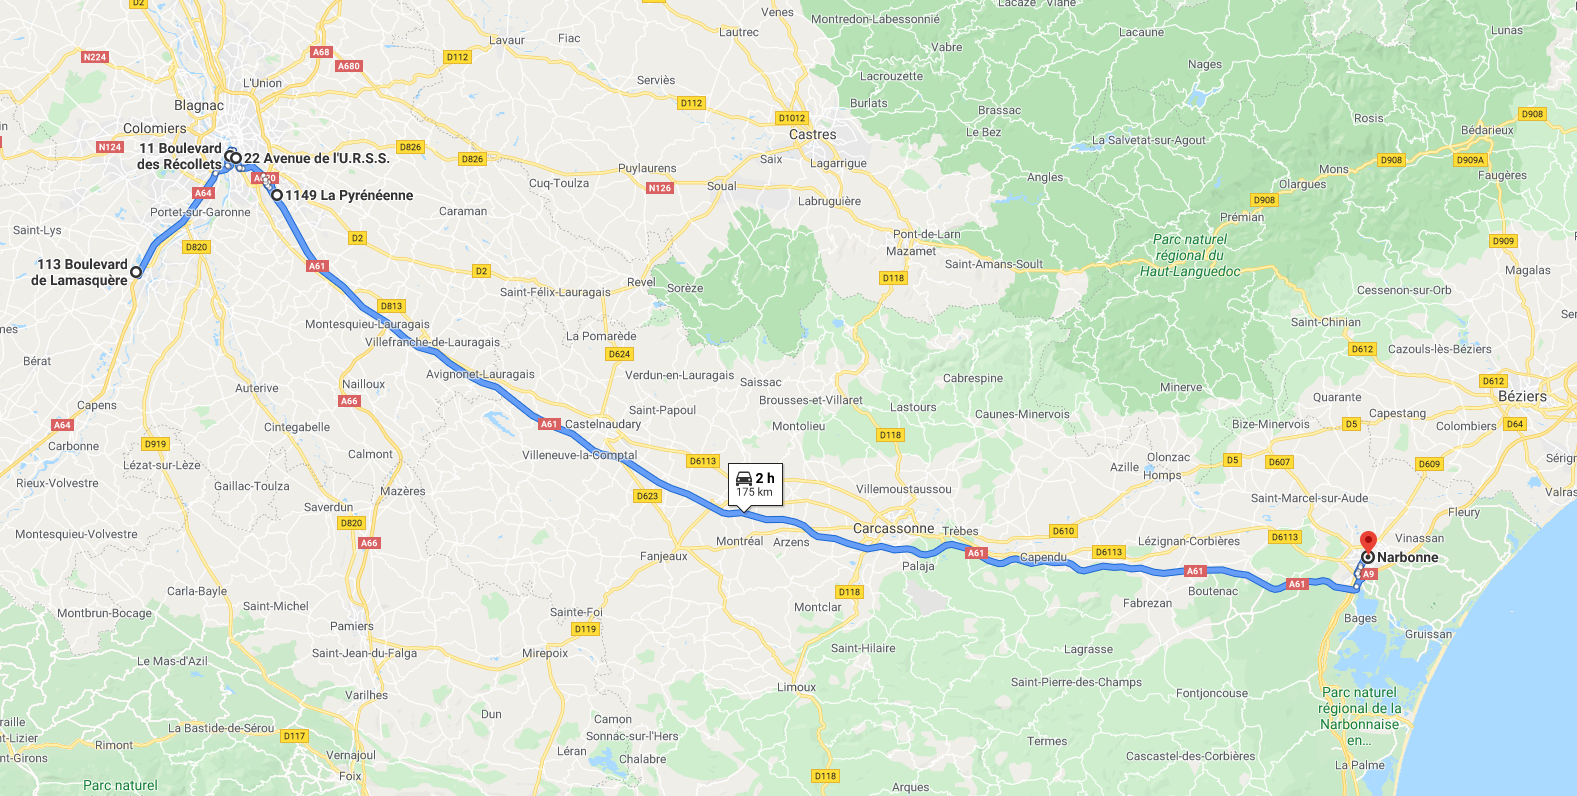 D2
Venes
Lacaze
Viane
Montredon-Labessonnié
Lunas
Lautrec
Lacaune
Lavaur
Fiac
Vabre
A68
N224
D112
A680
Nages
Lacrouzette
Serviès
L'Union
Blagnac
D112
Burlats
Brassac
D908
D1012
Rosis
Colomiers
Castres
Le Bez
Bédarieux
La Salvetat-sur-Agout
N124
11 Boulevard
des Récollets
22 Avenue de l'U.R.S.S.
D826
D826
Saix
Lagarrigue
D908
D909A
Puylaurens
Mons
Faugères
Angles
A620
Cuq-Toulza
N126
Soual
Olargues
A64
1149 La Pyrénéenne
Labruguière
D908
Portet-sur-Garonne
Caraman
Prémian
Saint-Lys
D2
Pont-de-Larn
Parc naturel
régional du
Haut-Languedoc
D909
D820
Mazamet
113 Boulevard
de Lamasquère
A61
D2
Saint-Amans-Soult
Magalas
Revel
Sorèze
D118
Saint-Félix-Lauragais
Cessenon-sur-Orb
D813
Montesquieu-Lauragais
Saint-Chinian
La Pomarède
Villefranche-de-Lauragais
D612
Cazouls-lès-Béziers
D624
Bérat
Avignonet-Lauragais
Verdun-en-Lauragais
Saissac
Cabrespine
D612
Nailloux
Auterive
Minerve
A66
Brousses-et-Villaret
Quarante
Béziers
Capens
Saint-Papoul
Lastours
Caunes-Minervois
Capestang
A64
Cintegabelle
A61
Castelnaudary
Montolieu
Bize-Minervois
D5
Colombiers
D64
D118
Carbonne
D919
Calmont
Villeneuve-la-Comptal
D6113
Olonzac
D5
D607
D609
Lézat-sur-Lèze
Azille
Homps
Rieux-Volvestre
Gaillac-Toulza
Mazères
D623
2 h
175 km
Villemoustaussou
Saint-Marcel-sur-Aude
Saverdun
Fleury
D820
Carcassonne
Trèbes
D610
Montesquieu-Volvestre
A66
Montréal
Arzens
Lézignan-Corbières
D6113
Vinassan
Fanjeaux
A61
Capendu
D6113
Narbonne
Palaja
A61
A9
Carla-Bayle
D118
A61
Boutenac
Saint-Michel
Montclar
Fabrezan
Montbrun-Bocage
Sainte-Foi
Bages
Pamiers
D119
Gruissan
Saint-Jean-du-Falga
Mirepoix
Saint-Hilaire
Lagrasse
Le Mas-d'Azil
Limoux
Saint-Pierre-des-Champs
Varilhes
Fontjoncouse
Parc naturel
régional de la
Narbonnaise
en...
Dun
Camon
La Bastide-de-Sérou
D117
Sonnac-sur-l'Hers
Rimont
Léran
Termes
Vernajoul
Chalabre
Cascastel-des-Corbières
La Palme
Foix
D118
Parc naturel
Arques